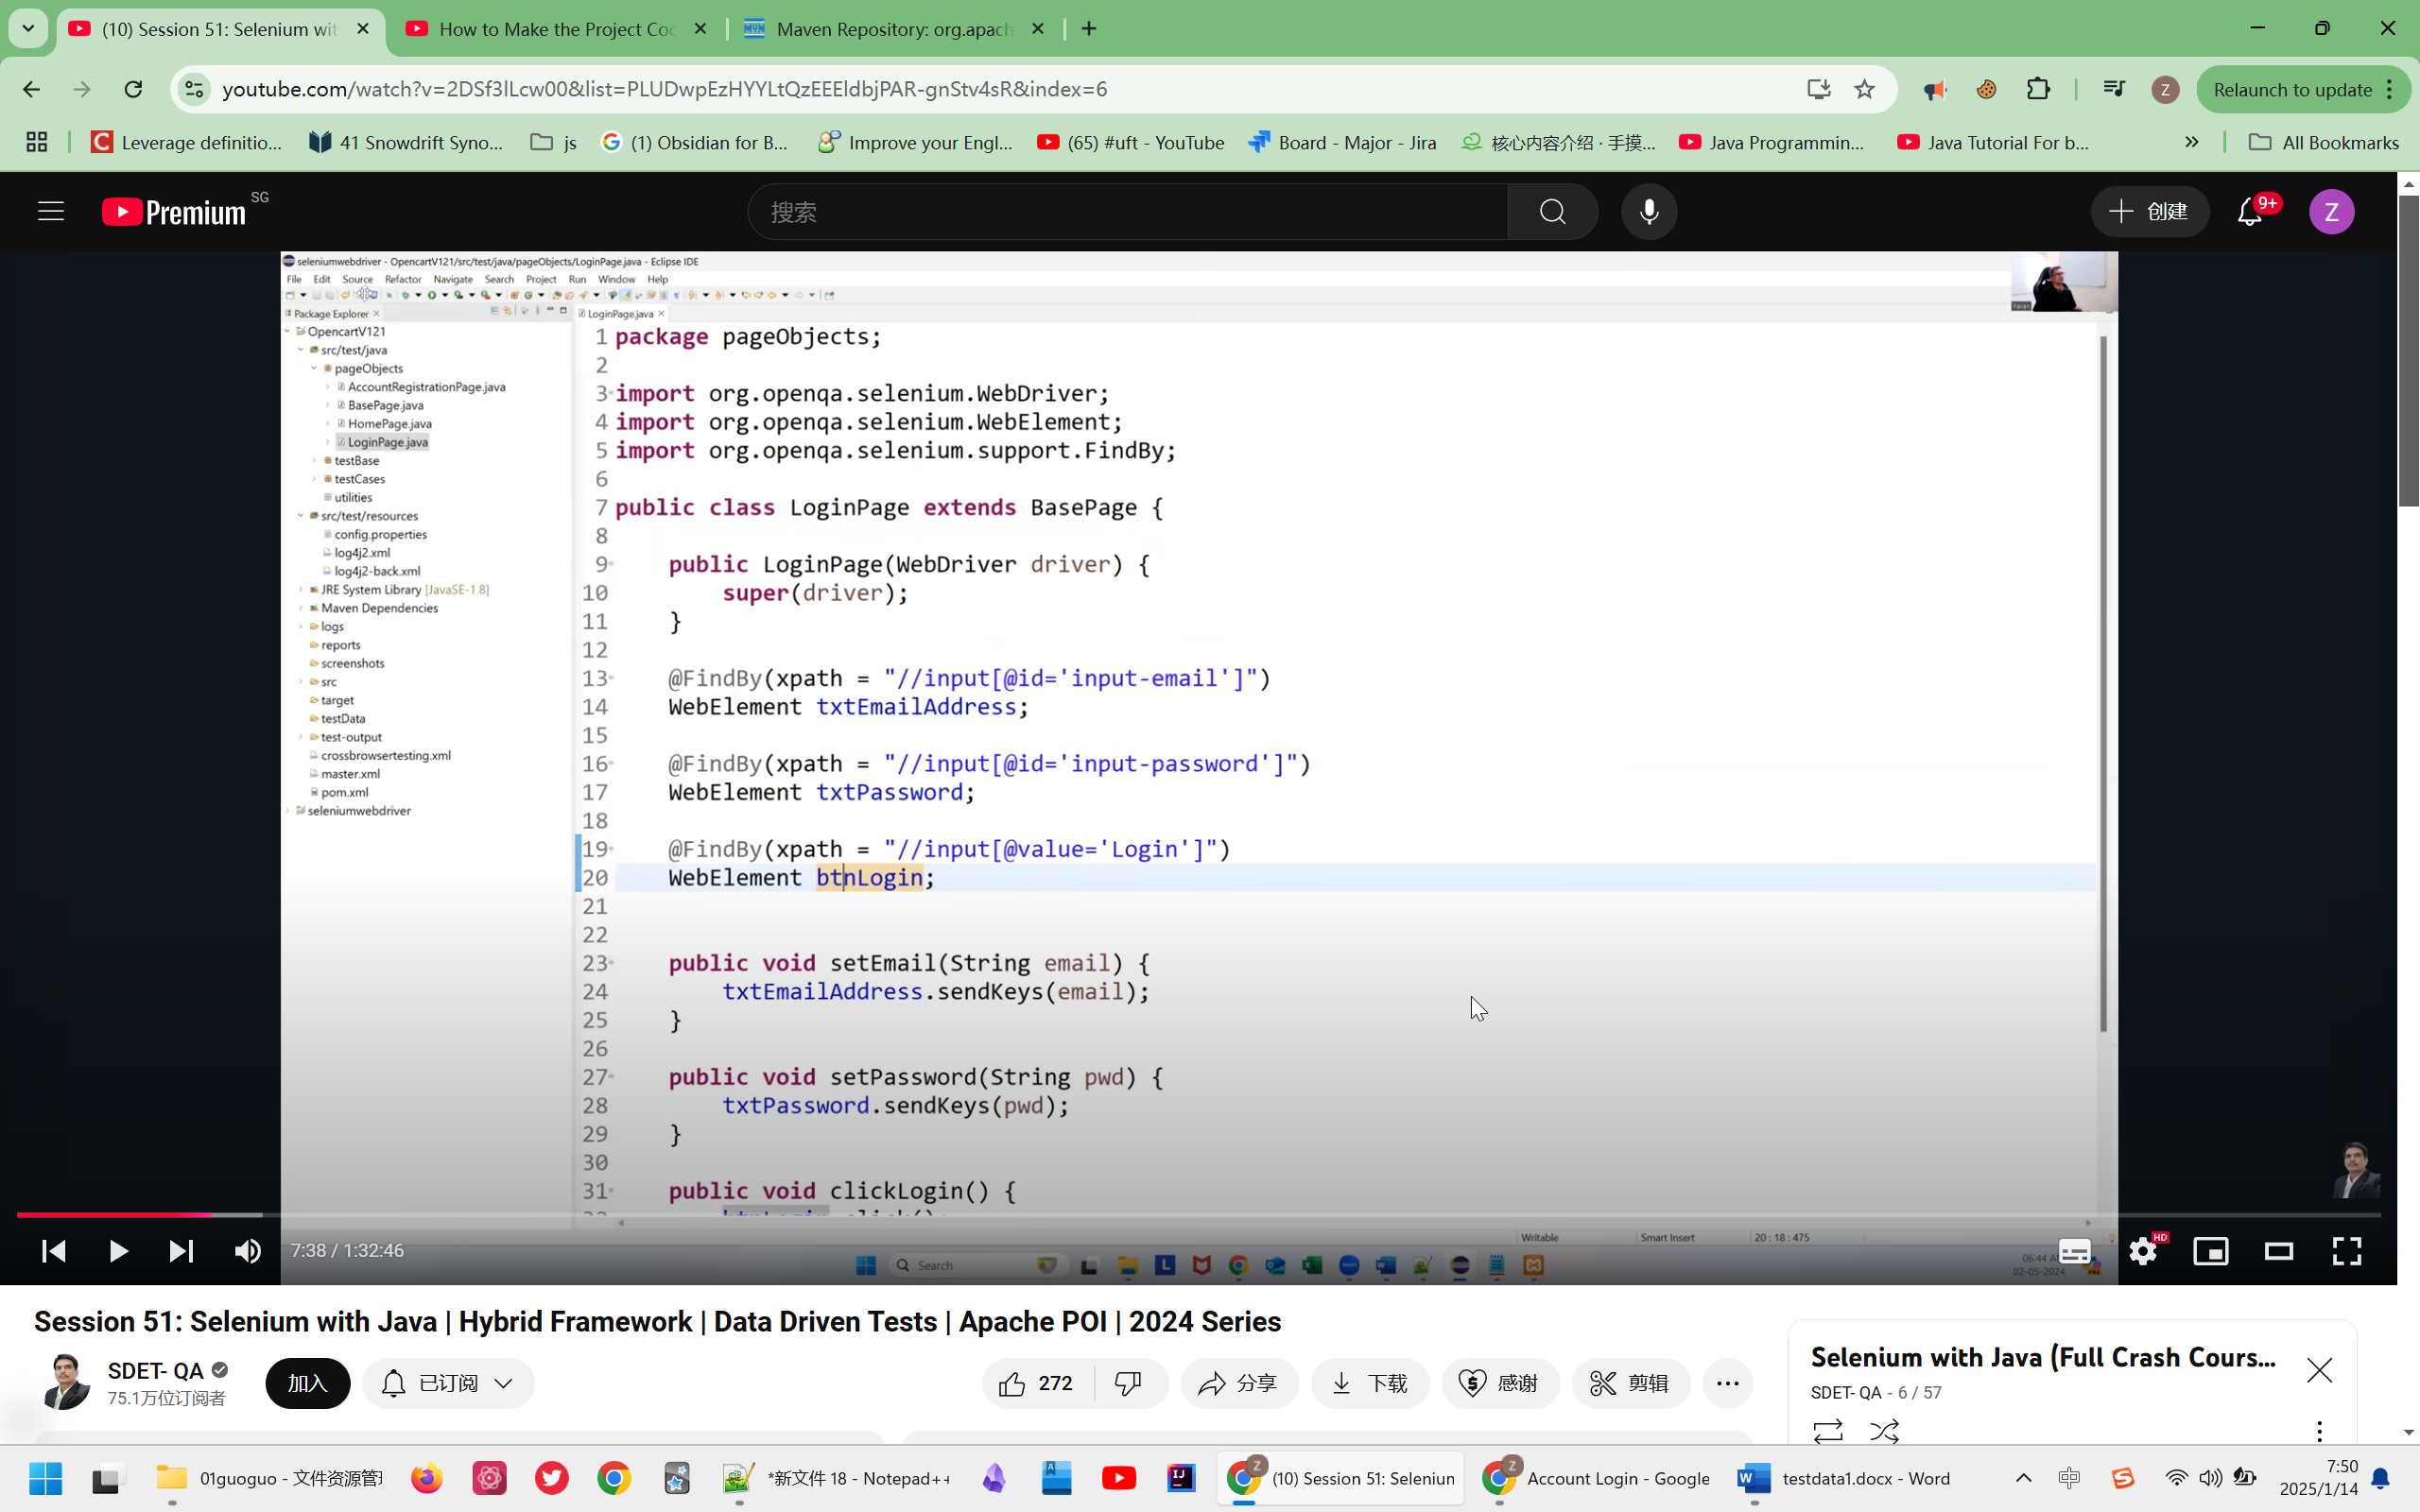 (10) Session 51: Selenium wit
How to Make the Project Coc
Maven Repository: org.apach
youtube.com/watch?v=2DSf3lLcw00&list=PLUDwpEzHYYLtQzEEEldbjPAR-gnStv4sR&index=6
Z
Relaunch to update
Leverage definitio...
41 Snowdrift Syno...
js
(1) Obsidian for B...
Improve your Engl...
(65) #uft - YouTube
Board - Major - Jira
核心内容介绍 · 手摸...
Java Programmin...
Java Tutorial For b...
All Bookmarks
Premium
SG
搜索
创建
9+
Z
seleniumwebdriver - OpencartV121/src/test/java/pageObjects/LoginPage.java - Eclipse IDE
File Edit Source Refactor Navigate Search Project Run Window Help
Package Explorer
LoginPage.java
OpencartV121
src/test/java
pageObjects
AccountRegistrationPage.java
BasePage.java
HomePage.java
LoginPage.java
testBase
testCases
utilities
src/test/resources
config.properties
log4j2.xml
log4j2-back.xml
JRE System Library [JavaSE-1.8]
Maven Dependencies
logs
reports
screenshots
src
target
testData
test-output
crossbrowsertesting.xml
master.xml
pom.xml
seleniumwebdriver
1 package pageObjects;
2
3 import org.openqa.selenium.WebDriver;
4 import org.openqa.selenium.WebElement;
5 import org.openqa.selenium.support.FindBy;
6
7 public class LoginPage extends BasePage {
8
9 public LoginPage(WebDriver driver) {
10 super(driver);
11 }
12
13 @FindBy(xpath = "//input[@id='input-email']")
14 WebElement txtEmailAddress;
15
16 @FindBy(xpath = "//input[@id='input-password']")
17 WebElement txtPassword;
18
19 @FindBy(xpath = "//input[@value='Login']")
20 WebElement btnLogin;
21
22
23 public void setEmail(String email) {
24 txtEmailAddress.sendKeys(email);
25 }
26
27 public void setPassword(String pwd) {
28 txtPassword.sendKeys(pwd);
29 }
30
31 public void clickLogin() {
Writable
Smart Insert
20 : 18 : 475
7:38 / 1:32:46
Search
02-05-2024
HD
Session 51: Selenium with Java | Hybrid Framework | Data Driven Tests | Apache POI | 2024 Series
SDET- QA
75.1万位订阅者
加入
已订阅
272
分享
下载
感谢
剪辑
Selenium with Java (Full Crash Cours...
SDET- QA - 6 / 57
01guoguo - 文件资源管
*新文件 18 - Notepad++
(10) Session 51: Seleniun
Account Login - Google
testdata1.docx - Word
中
7:50
2025/1/14